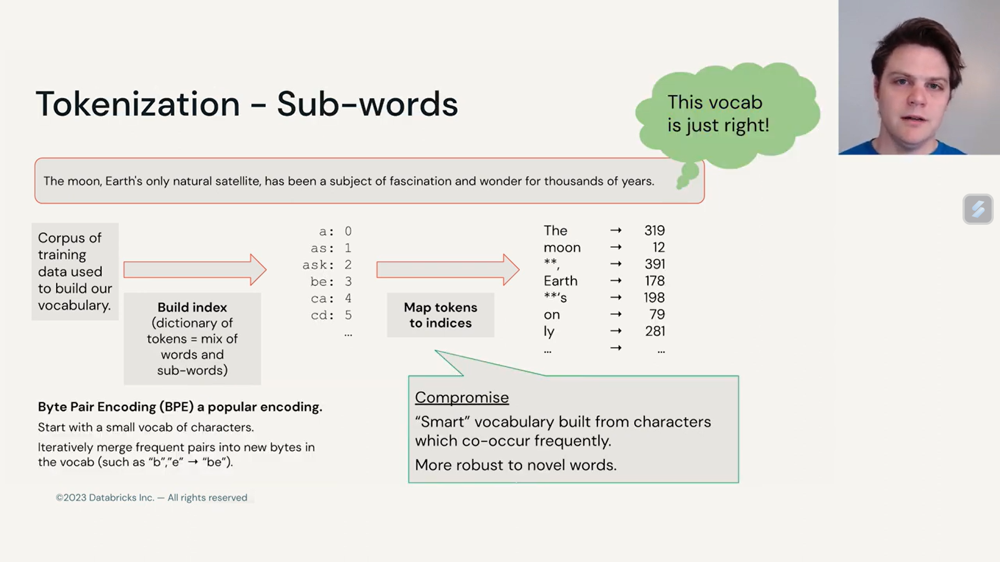 Tokenization - Sub-words
This vocab
is just right!
The moon, Earth's only natural satellite, has been a subject of fascination and wonder for thousands of years.
Corpus of
training
data used
to build our
vocabulary.
Build index
(dictionary of
tokens = mix of
words and
sub-words)
a: 0
as: 1
ask: 2
be: 3
ca: 4
cd: 5
...
Map tokens
to indices
The → 319
moon → 12
**, → 391
Earth → 178
**‘s → 198
on → 79
ly → 281
... → ...
Byte Pair Encoding (BPE) a popular encoding.
Start with a small vocab of characters.
Iteratively merge frequent pairs into new bytes in
the vocab (such as “b”,”e” → “be”).
Compromise
“Smart” vocabulary built from characters
which co-occur frequently.
More robust to novel words.
©2023 Databricks Inc. — All rights reserved